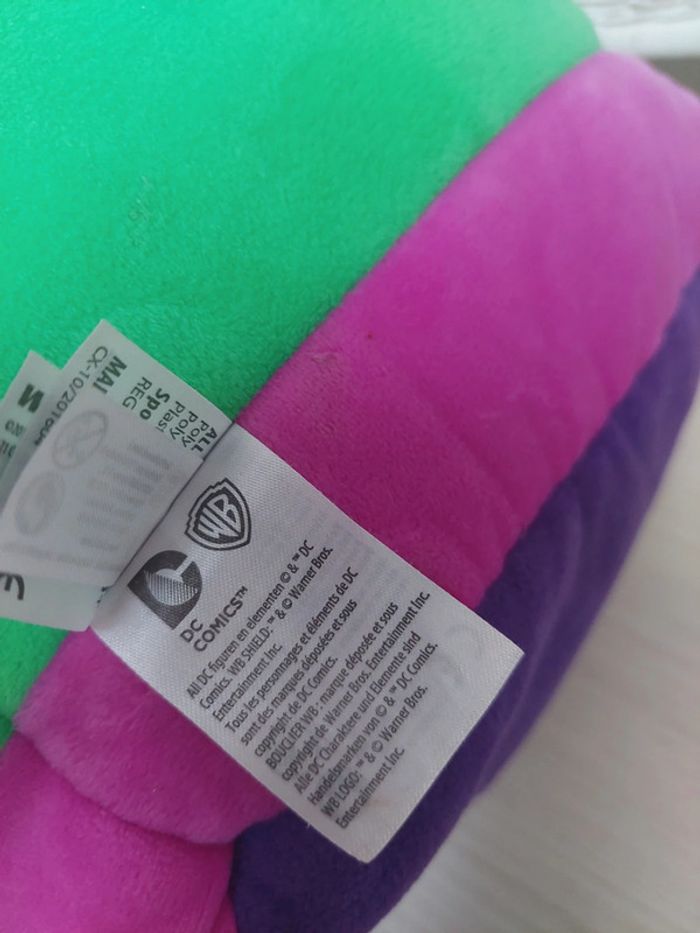 WB
DC
COMICS™
All DC figuren en elementen © & ™ DC
Comics. WB SHIELD: ™ & © Warner Bros.
Entertainment Inc.
Tous les personnages et éléments de DC
sont des marques déposées et sous
copyright de DC Comics.
BOUCLIER WB : marque déposée et sous
copyright de Warner Bros. Entertainment Inc.
Alle DC Charaktere und Elemente sind
Handelsmarken von © & ™ DC Comics.
WB LOGO: ™ & © Warner Bros.
Entertainment Inc.
ALL
Poly
Plas
Spo
REG
MAI